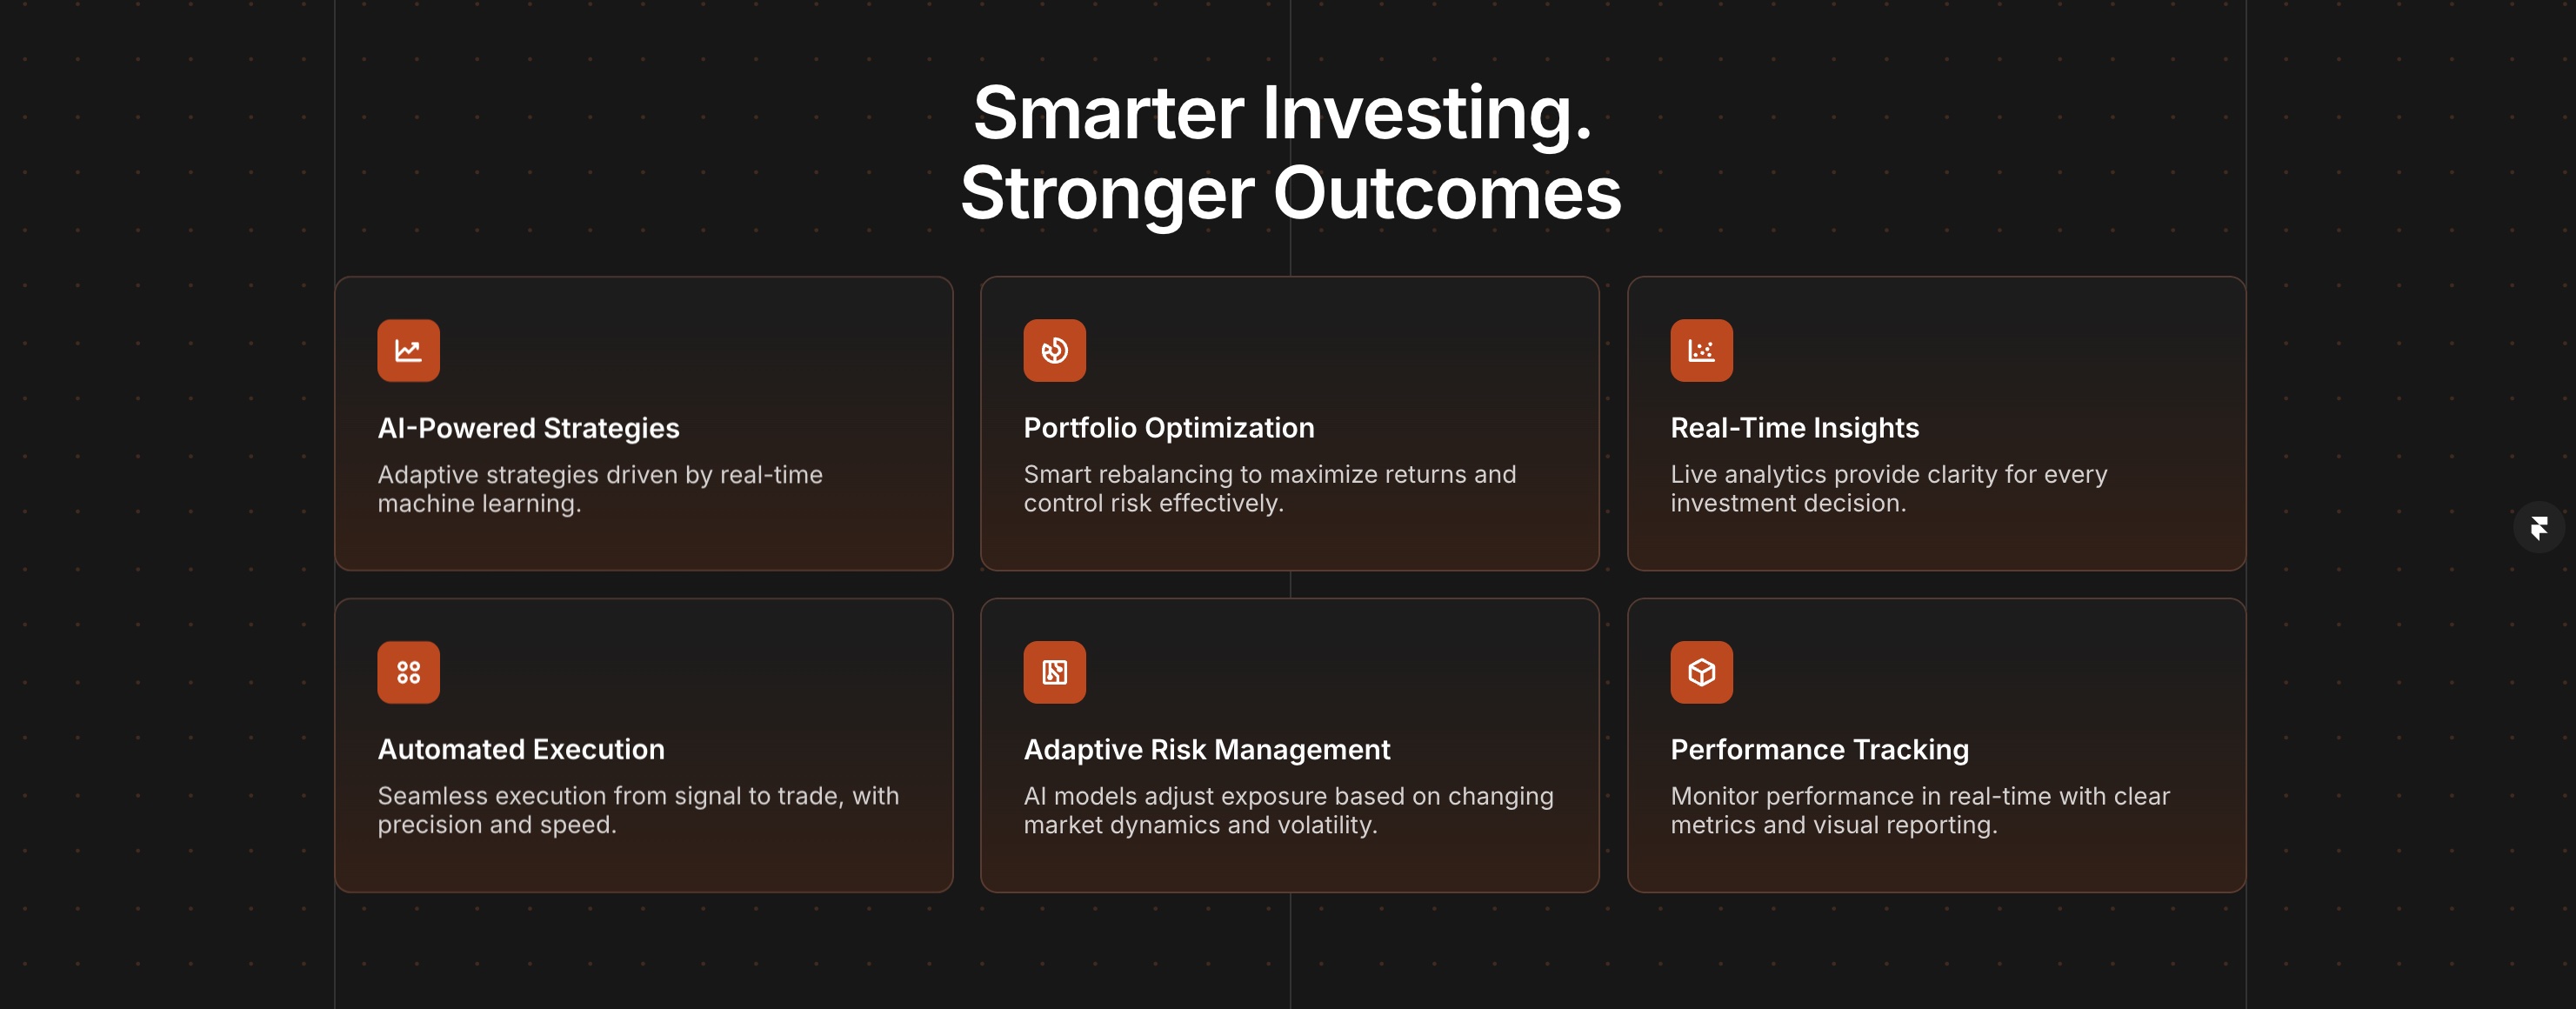 Smarter Investing.
Stronger Outcomes
AI-Powered Strategies
Adaptive strategies driven by real-time
machine learning.
Portfolio Optimization
Smart rebalancing to maximize returns and
control risk effectively.
Real-Time Insights
Live analytics provide clarity for every
investment decision.
Automated Execution
Seamless execution from signal to trade, with
precision and speed.
Adaptive Risk Management
AI models adjust exposure based on changing
market dynamics and volatility.
Performance Tracking
Monitor performance in real-time with clear
metrics and visual reporting.